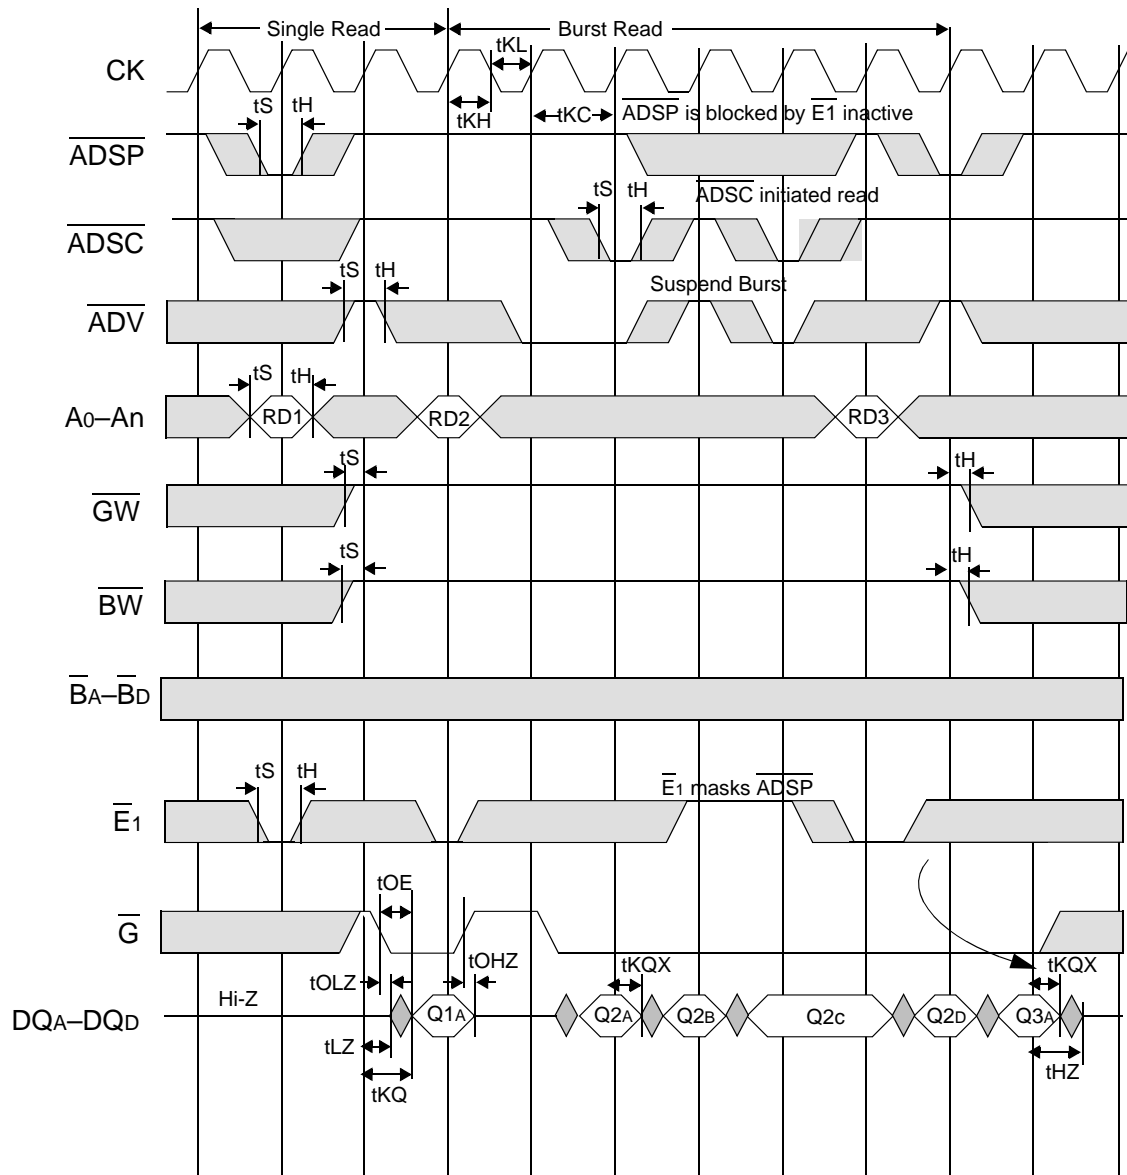 Single Read Burst Read
tKL
CK
tS tH tKH tKC ADSP is blocked by E1 inactive
ADSP
tS tH ADSC initiated read
ADSC
tS tH Suspend Burst
ADV
tS tH
A0–An RD1 RD2 RD3
tS tH
GW
tS tH
BW
BA–BD
tS tH E1 masks ADSP
E1
tOE
G
tOHZ tKQX tKQX
tOLZ
Hi-Z
DQA–DQD Q1A Q2A Q2B Q2c Q2D Q3A
tLZ tHZ
tKQ